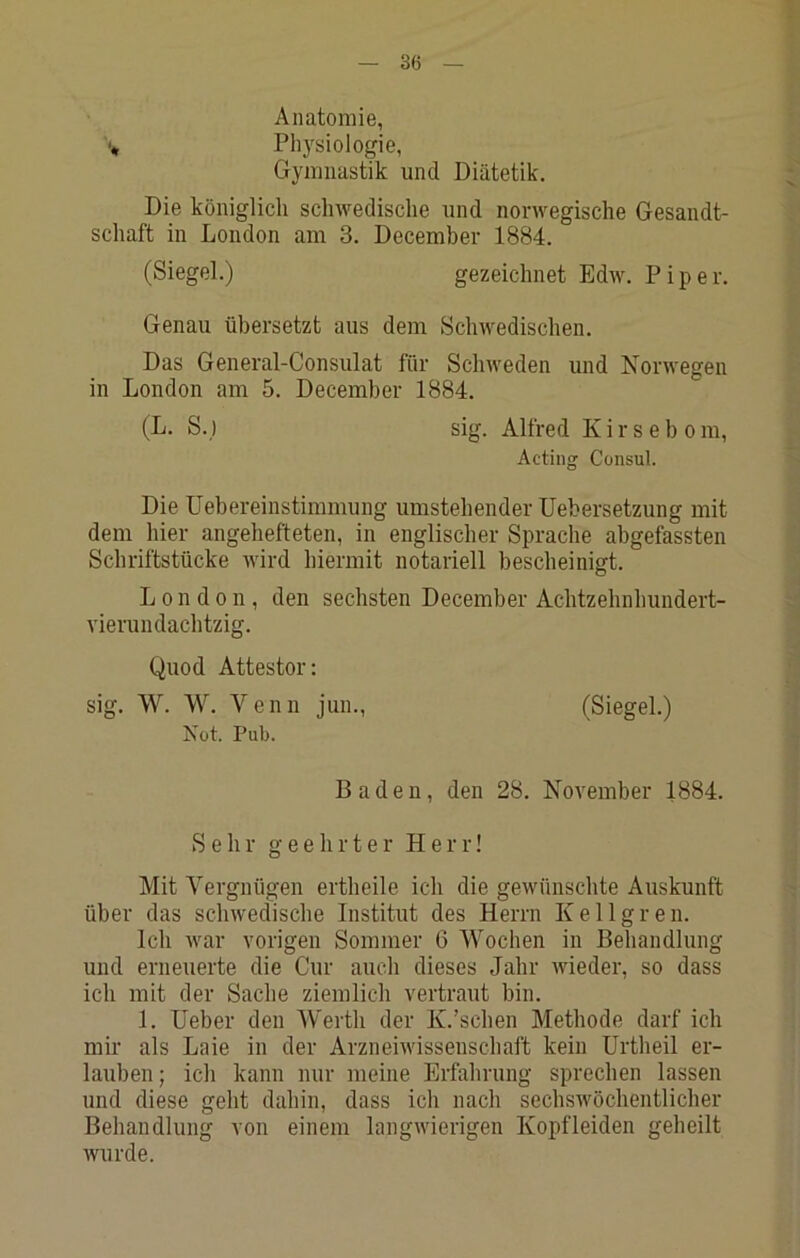 — 36 —
Anatomie,
Physiologie,
Gymnastik und Diätetik.
Die königlich schwedische und norwegische Gesandt-
schaft in London am 3. December 1884.
(Siegel.) gezeichnet Edw. Piper.
Genau übersetzt aus dem Schwedischen.
Das General-Consulat für Schweden und Norwegen
in London am 5. December 1884.
(L. S.) sig. Alfred Kirsebom,
Acting Consul.
Die Uebereinstimmung umstehender Uebersetzung mit
dem hier angehefteten, in englischer Sprache abgefassten
Schriftstücke wird hiermit notariell bescheinigt.
London, den sechsten December Achtzehnhundert-
vierundachtzig.
Quod Attestor:
sig. W. W. Venn jun., (Siegel.)
Not. Pub.
Baden, den 28. November 1884.
Sehr geehrter Herr!
Mit Vergnügen ertheile ich die gewünschte Auskunft
über das schwedische Institut des Herrn Kellgren.
Ich war vorigen Sommer 6 Wochen in Behandlung
und erneuerte die Cur auch dieses Jahr wieder, so dass
ich mit der Sache ziemlich vertraut bin.
1. Ueber den Werth der K.'schen Methode darf ich
mir als Laie in der Arzneiwissenschaft kein Urtheil er-
lauben; ich kann nur meine Erfahrung sprechen lassen
und diese geht dahin, dass ich nach sechswöchentlicher
Behandlung von einem langwierigen Kopfleiden geheilt
wurde.